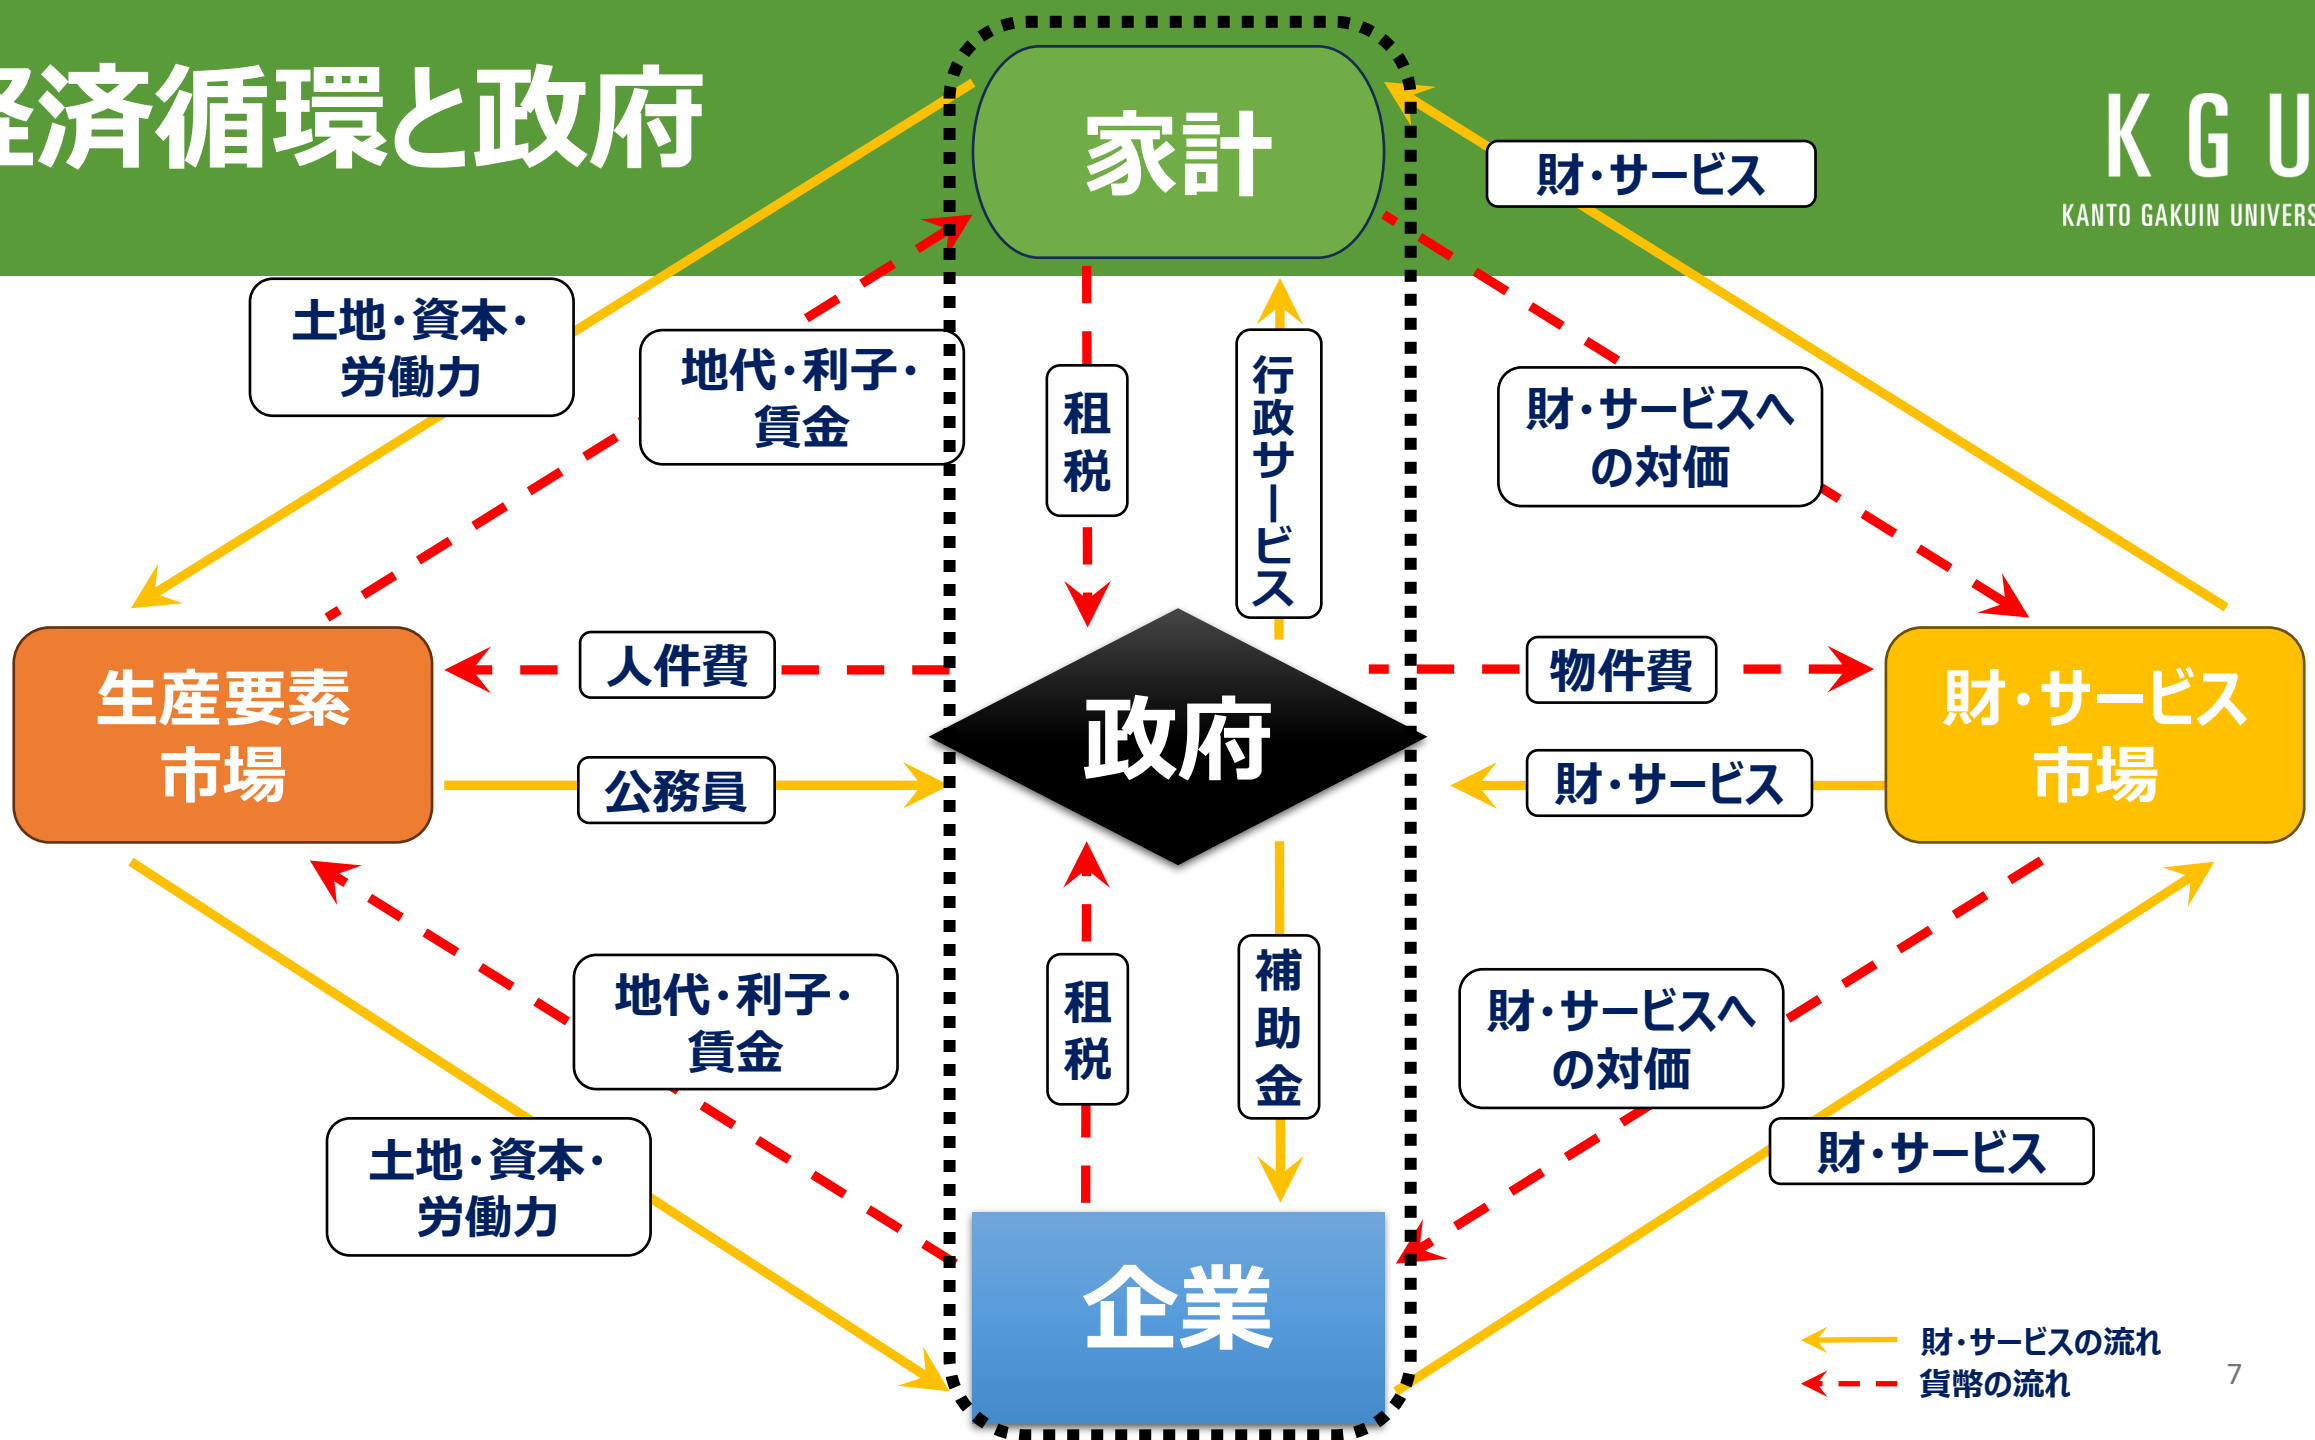 経済循環と政府
KGU
KANTO GAKUIN UNIVERS
家計
財・サービス
土地・資本・
労働力
地代・利子・
賃金
租税
行政サービス
財・サービスへ
の対価
生産要素
市場
人件費
公務員
政府
物件費
財・サービス
財・サービス
市場
地代・利子・
賃金
土地・資本・
労働力
租税
補助金
財・サービスへ
の対価
財・サービス
企業
財・サービスの流れ
貨幣の流れ
7